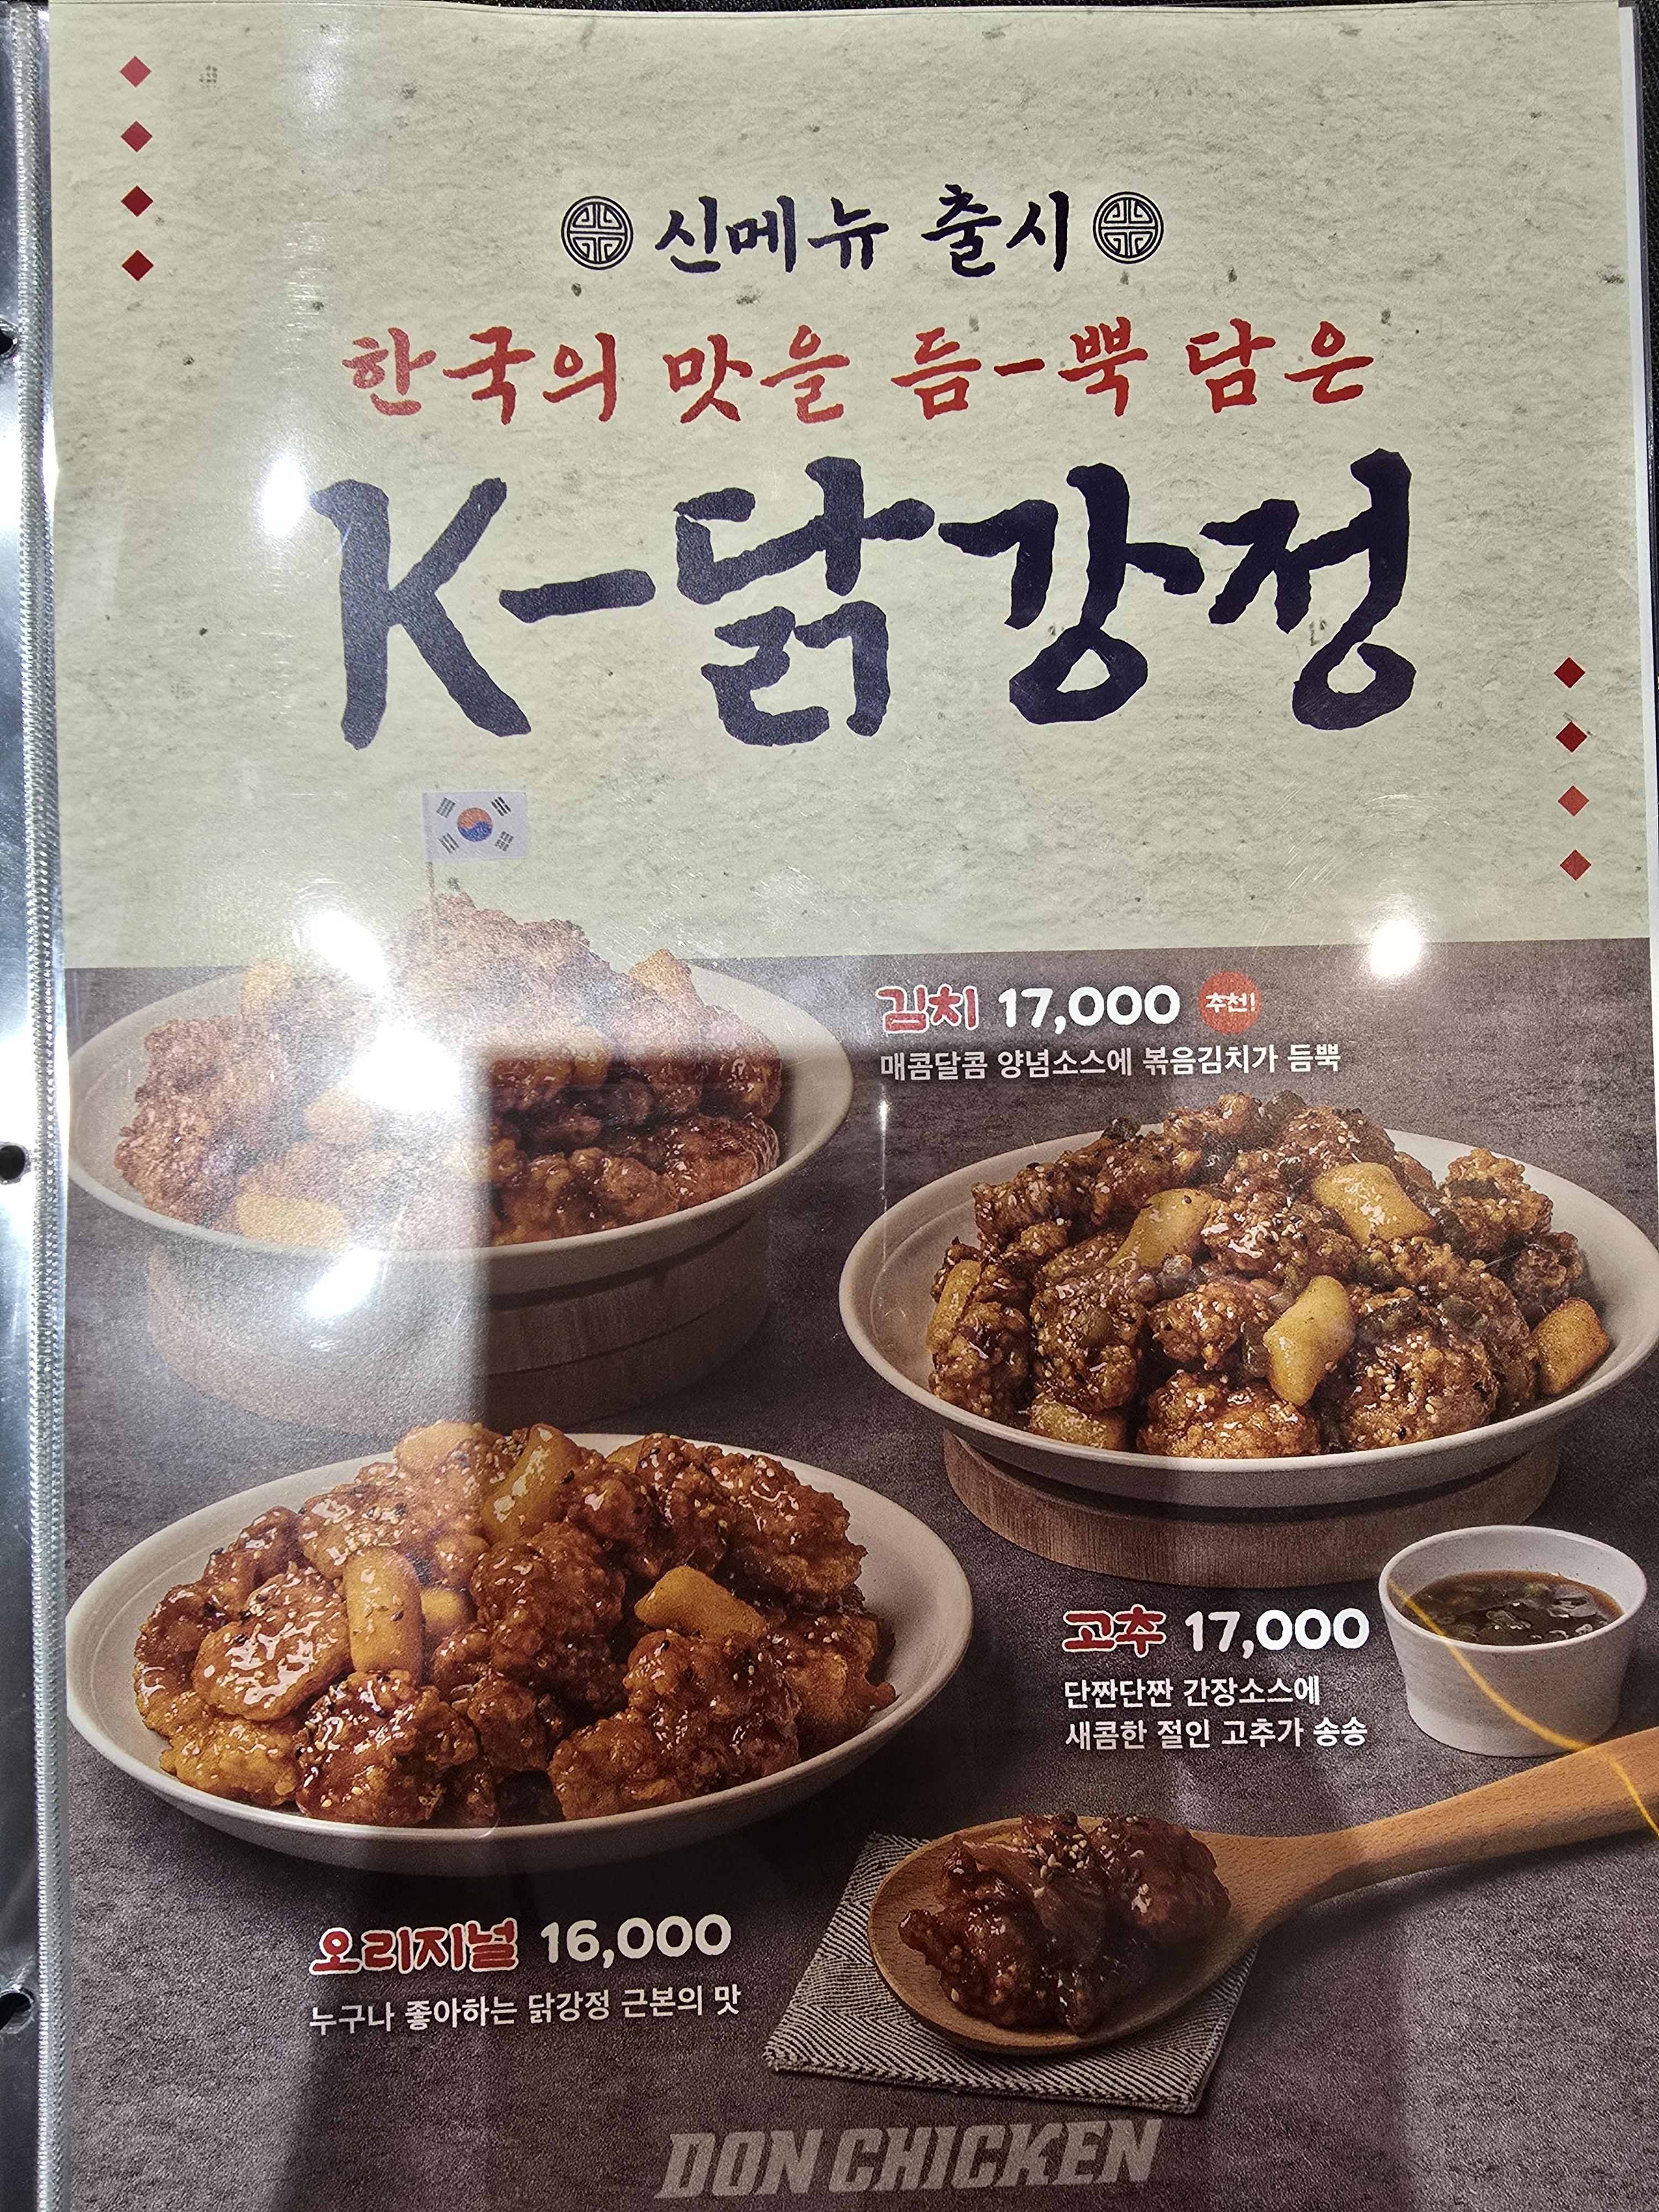 신메뉴 출시
한국의 맛을 듬-뿍 담은
K-닭강정
김치 17,000 추천!
매콤달콤 양념소스에 볶음김치가 듬뿍
고추 17,000
단짠단짠 간장소스에
새콤한 절인 고추가 송송
오리지널 16,000
누구나 좋아하는 닭강정 근본의 맛
DON CHICKEN